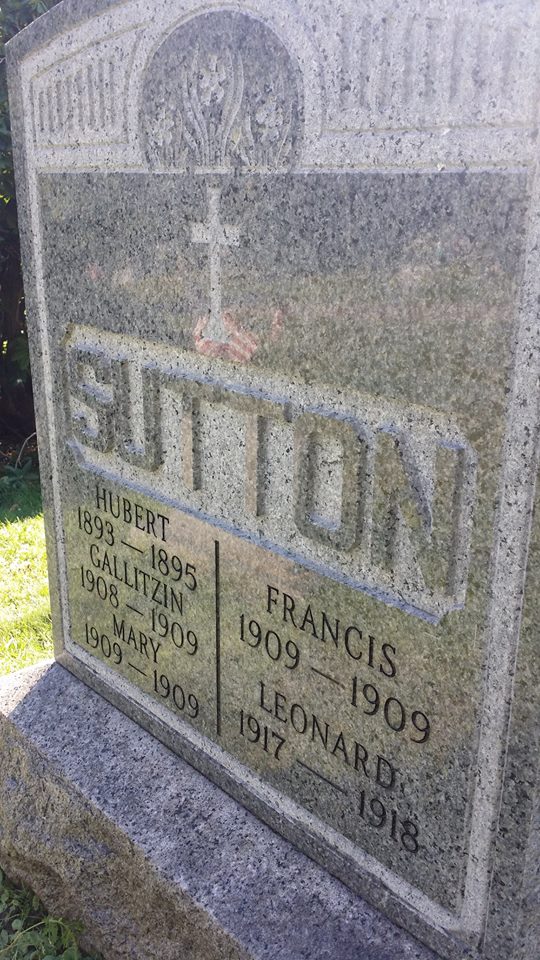 SUTTON
HUBERT
1893 — 1895
GALLITZIN
1908 — 1909
MARY
1909 — 1909
FRANCIS
1909 — 1909
LEONARD
1917 — 1918